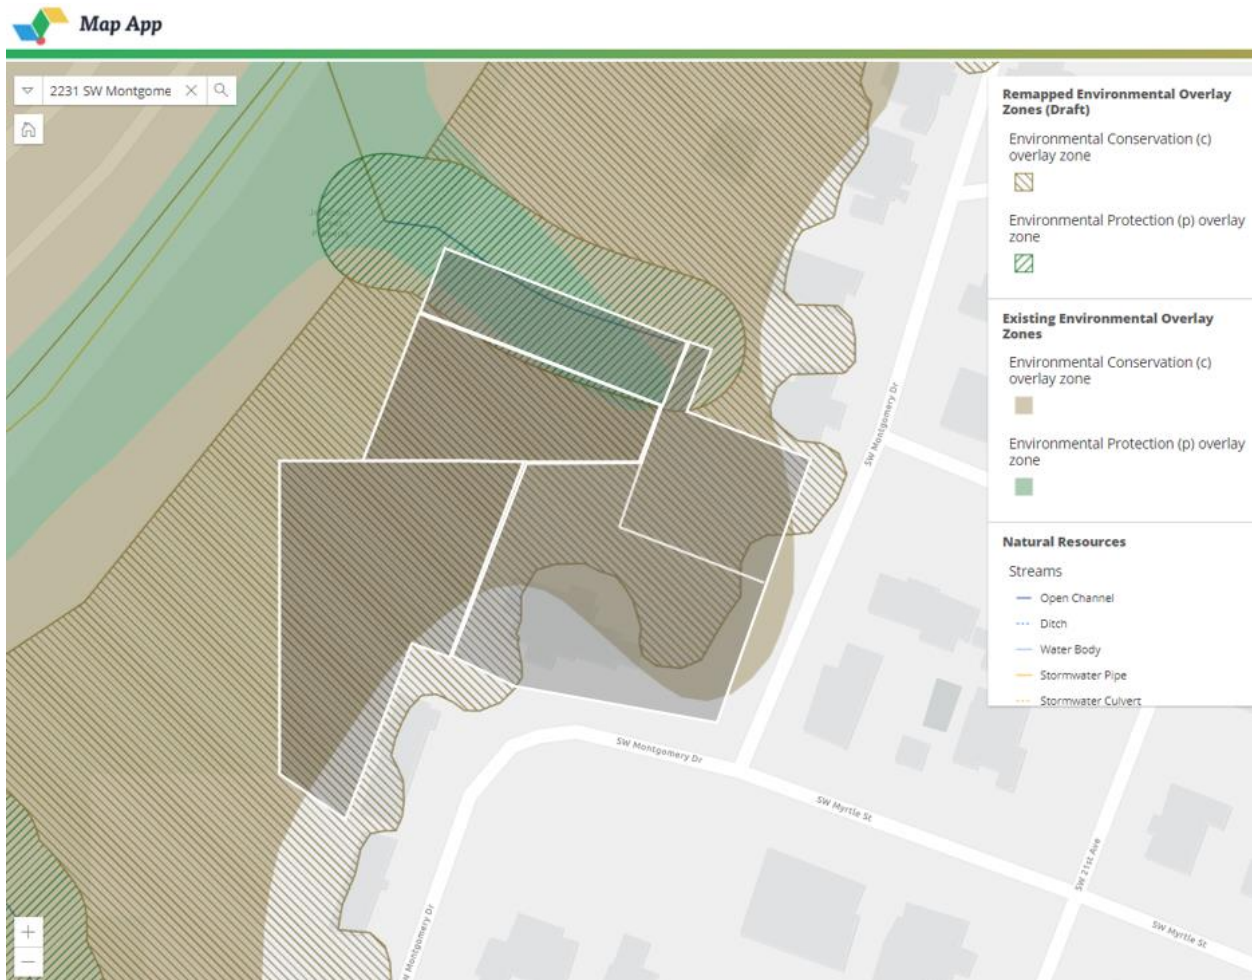 Map App
2231 SW Montgome
Remapped Environmental Overlay
Zones (Draft)
Environmental Conservation (c)
overlay zone
Environmental Protection (p) overlay
zone
Existing Environmental Overlay
Zones
Environmental Conservation (c)
overlay zone
Environmental Protection (p) overlay
zone
Natural Resources
Streams
Open Channel
Ditch
Water Body
Stormwater Pipe
Stormwater Culvert
SW Montgomery Dr
SW Montgomery Dr
SW Myrtle St
SW 21st Ave
SW Myrtle St
W Montgomery Dr